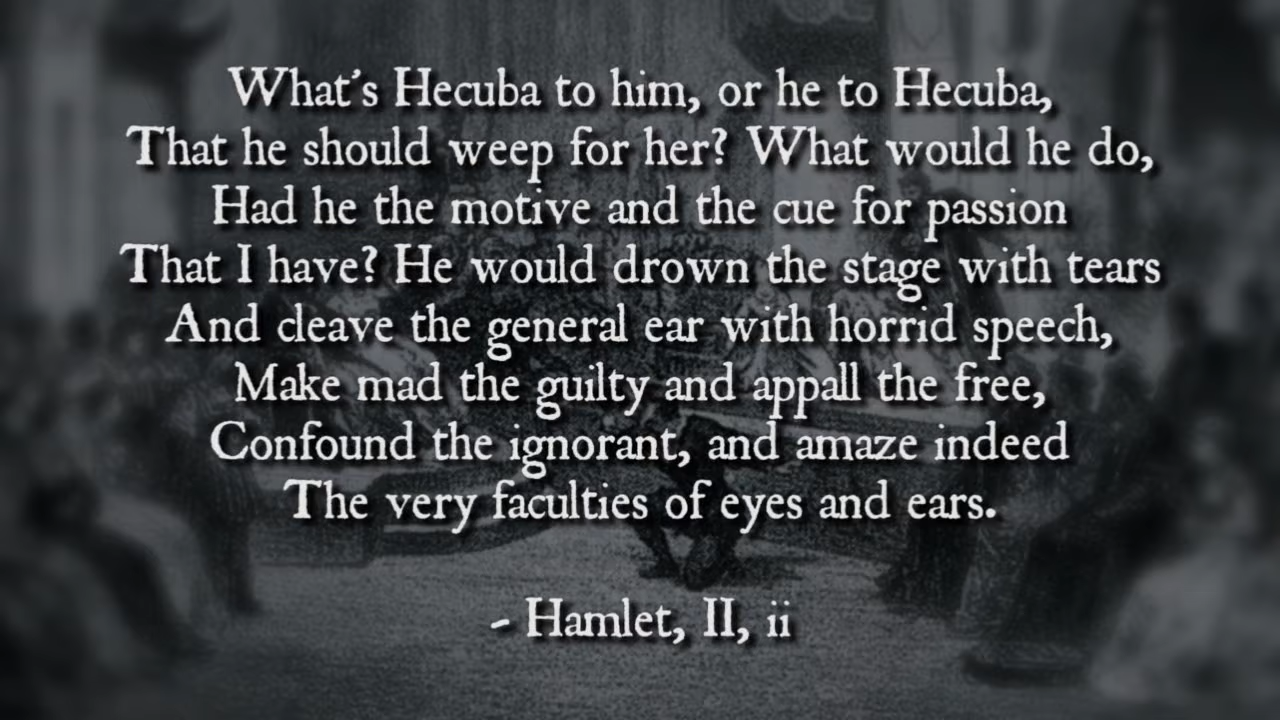 What's Hecuba to him, or he to Hecuba,
That he should weep for her? What would he do,
Had he the motive and the cue for passion
That I have? He would drown the stage with tears
And cleave the general ear with horrid speech,
Make mad the guilty and appall the free,
Confound the ignorant, and amaze indeed
The very faculties of eyes and ears.
- Hamlet, II, ii